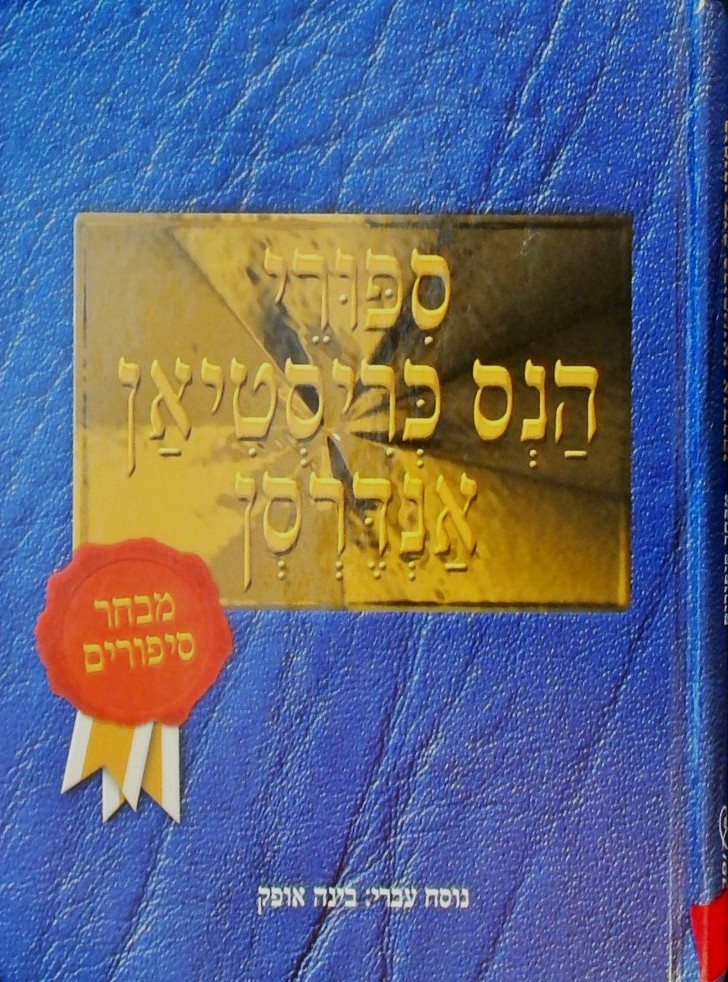 סִפּוּרֵי
הַנְס כְּרִיסְטִיאַן
אַנְדֶּרְסְן
מבחר
סיפורים
נוסח עברי: בינה אופק